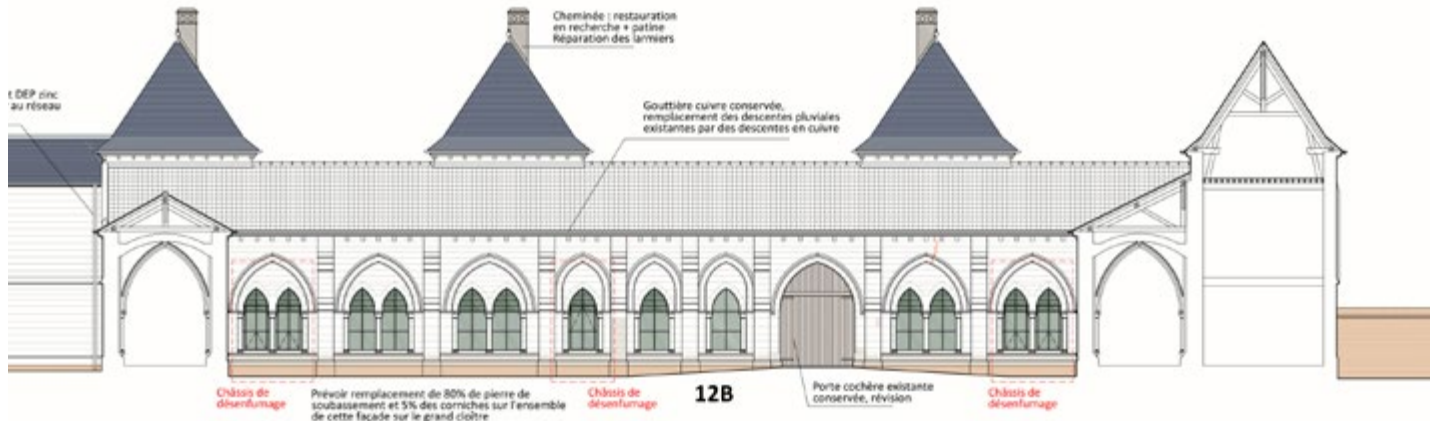 Cheminée : restauration
en recherche + patine
Réparation des larmiers
t DEP zinc
au réseau
Gouttière cuivre conservée,
remplacement des descentes pluviales
existantes par des descentes en cuivre
Châssis de
désenfumage
Prévoir remplacement de 80% de pierre de
soubassement et 5% des corniches sur l'ensemble
de cette façade sur le grand cloître
Châssis de
désenfumage
12B
Porte cochère existante
conservée, révision
Châssis de
désenfumage